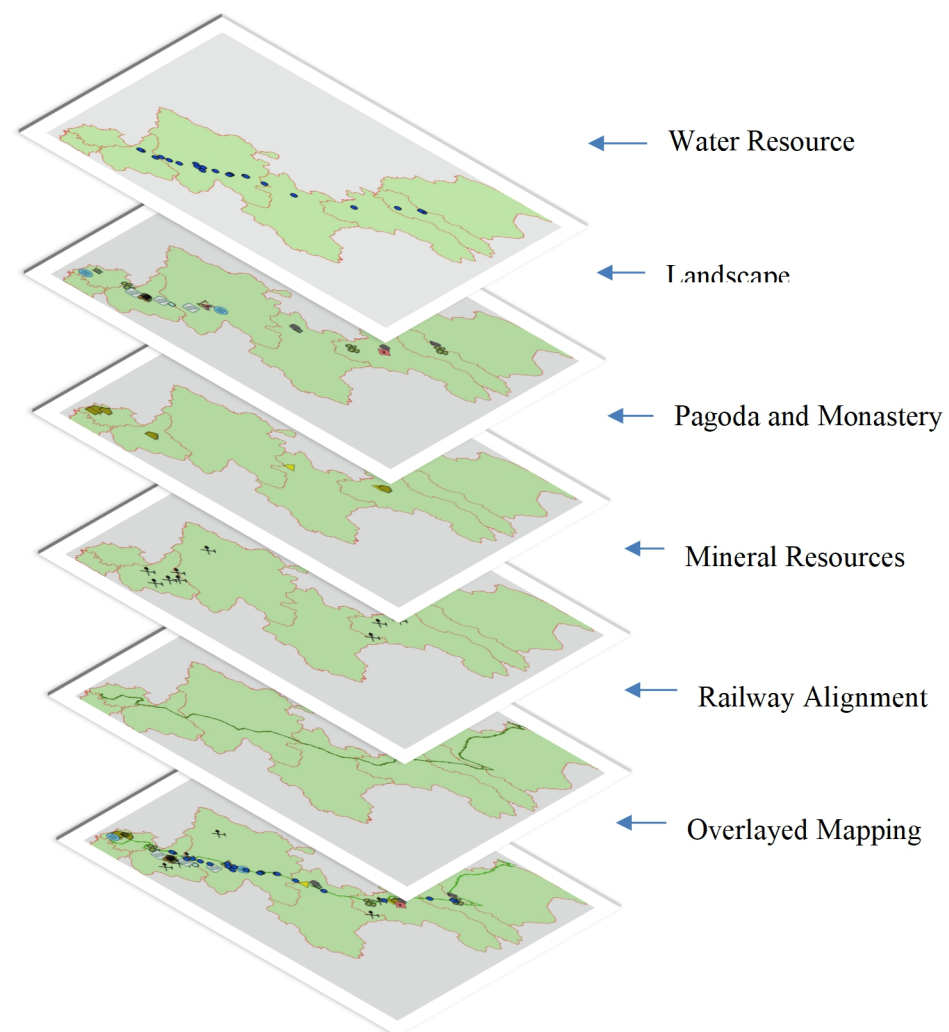 Water Resource
Landscape
Pagoda and Monastery
Mineral Resources
Railway Alignment
Overlayed Mapping